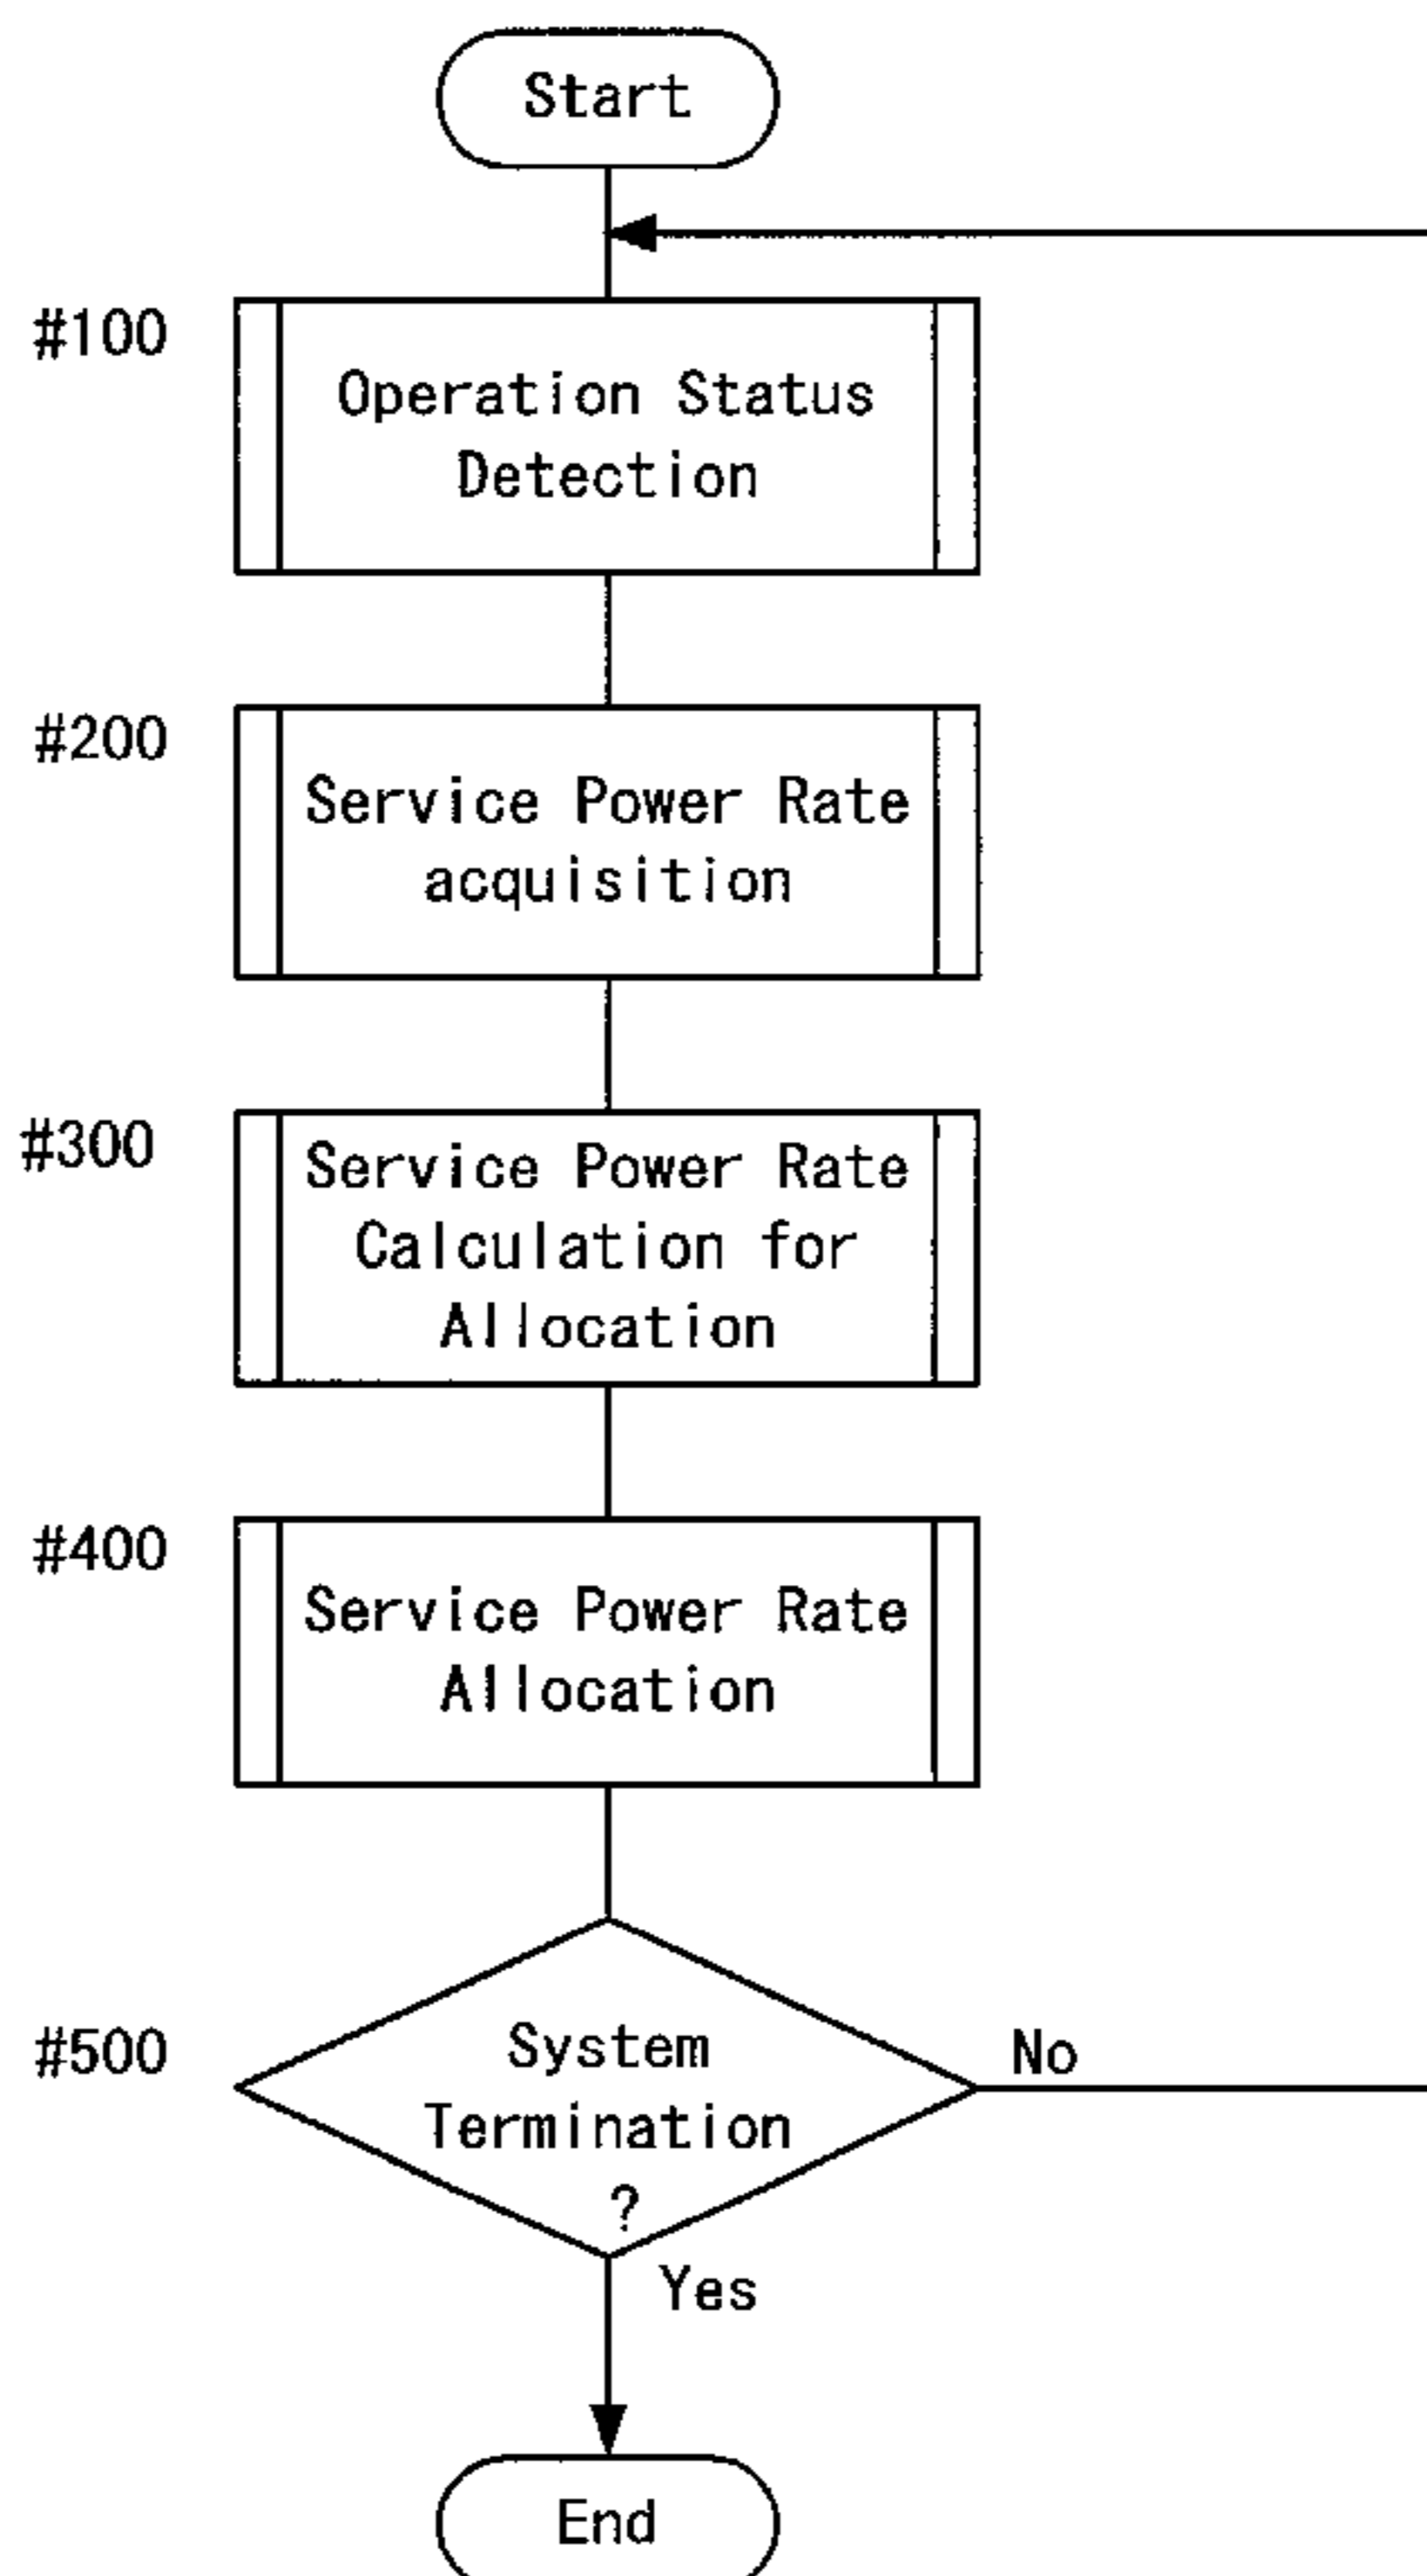 Start
#100
Operation Status
Detection
#200
Service Power Rate
acquisition
#300
Service Power Rate
Calculation for
Allocation
#400
Service Power Rate
Allocation
#500
System
Termination
?
No
Yes
End